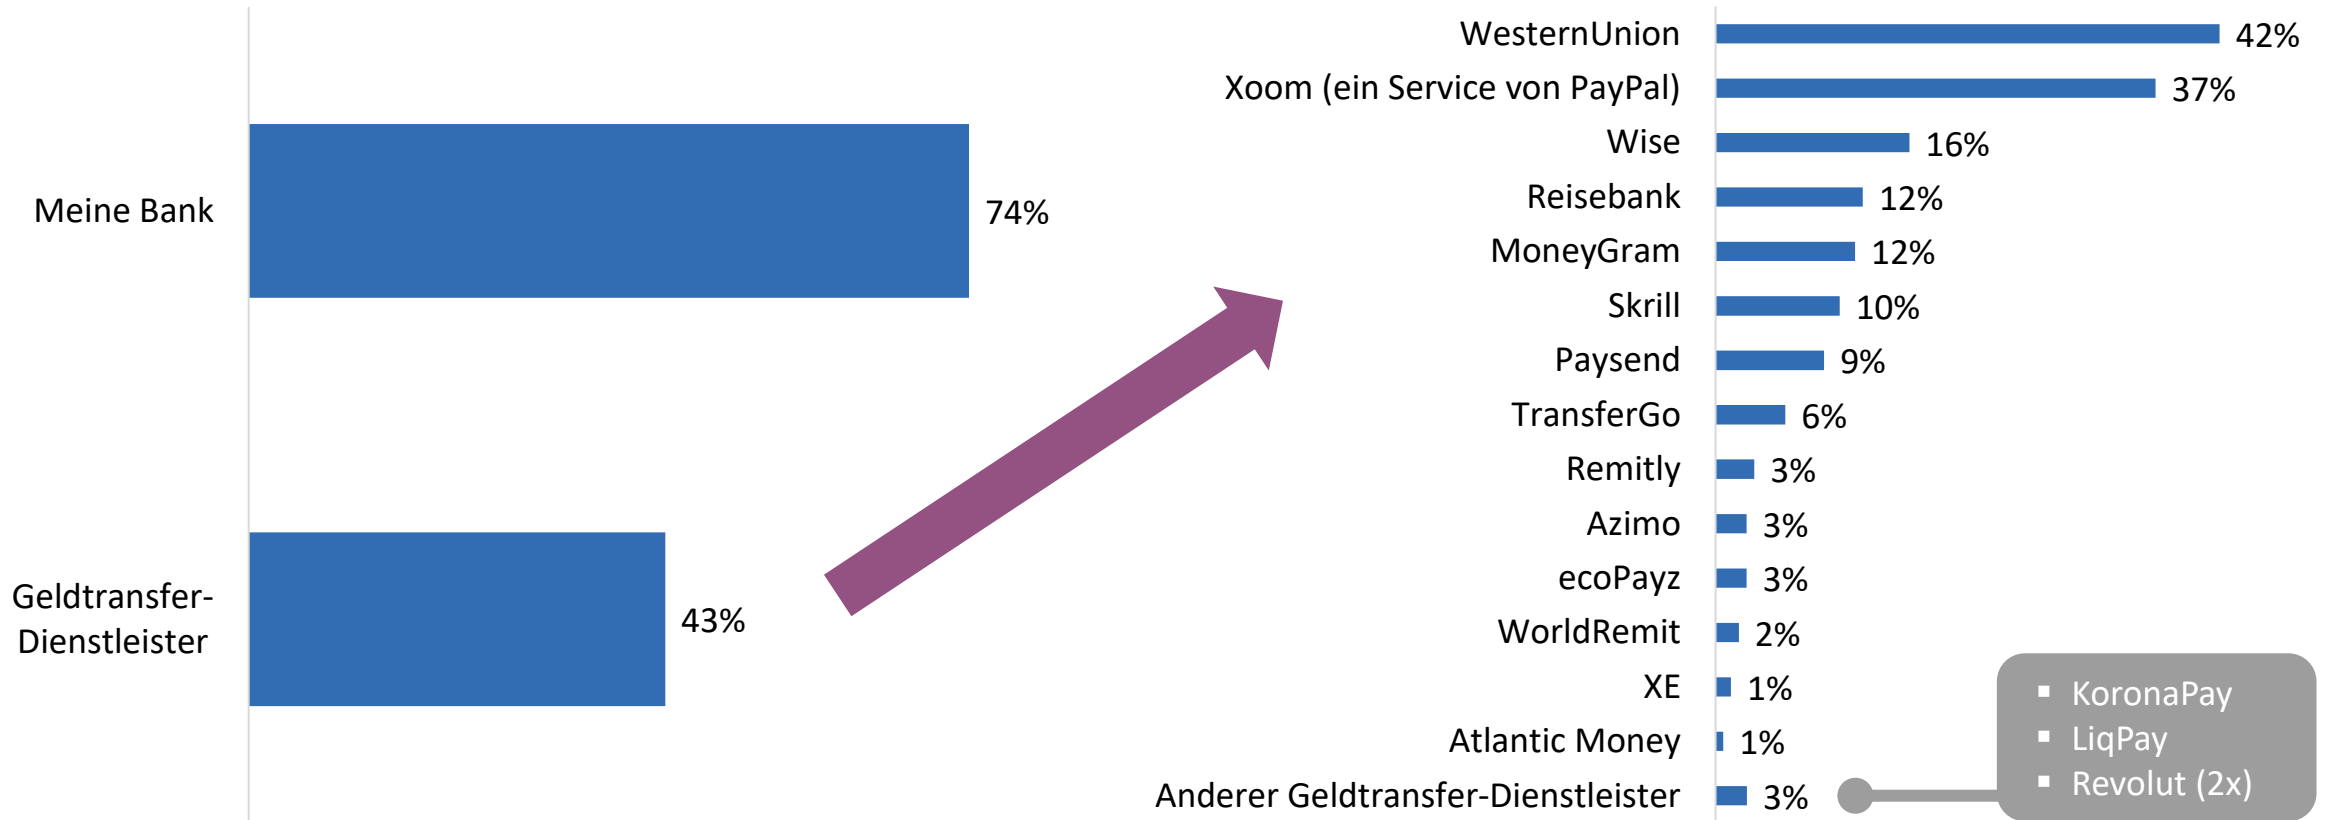 Meine Bank
74%
Geldtransfer-
Dienstleister
43%
WesternUnion 42%
Xoom (ein Service von PayPal) 37%
Wise 16%
Reisebank 12%
MoneyGram 12%
Skrill 10%
Paysend 9%
TransferGo 6%
Remitly 3%
Azimo 3%
ecoPayz 3%
WorldRemit 2%
XE 1%
Atlantic Money 1%
Anderer Geldtransfer-Dienstleister 3%
▪ KoronaPay
▪ LiqPay
▪ Revolut (2x)